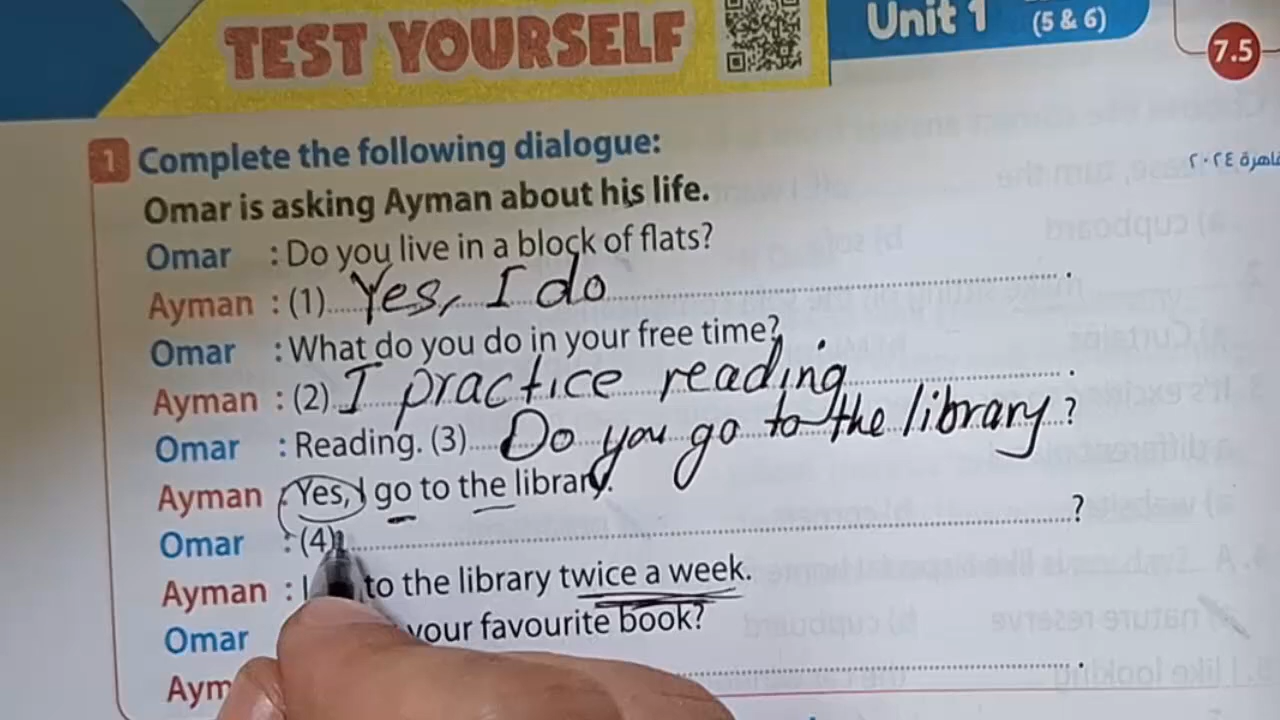 TEST YOURSELF
Unit 1 (5 & 6)
7.5
1 Complete the following dialogue:
Omar is asking Ayman about his life.
Omar : Do you live in a block of flats?
Ayman : (1) Yes, I do .
Omar : What do you do in your free time?
Ayman : (2) I practice reading .
Omar : Reading. (3) Do you go to the library ?
Ayman : Yes, I go to the library.
Omar : (4) ?
Ayman : I to the library twice a week.
Omar your favourite book?
Aym .